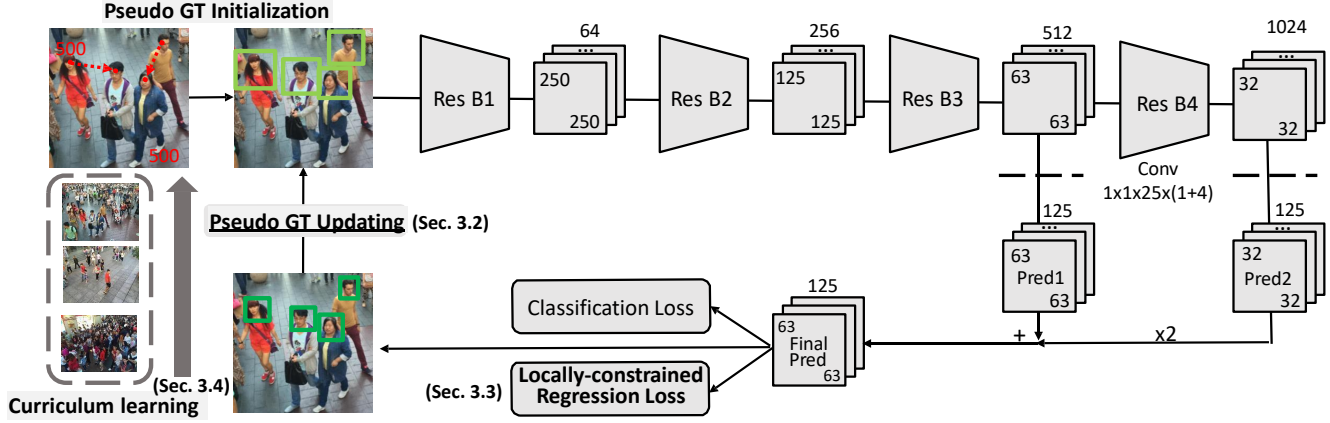 Pseudo GT Initialization
500
500
Res B1
64
...
250
250
Res B2
256
...
125
125
Res B3
512
...
63
63
Res B4
1024
...
32
32
Conv
1x1x25x(1+4)
Pseudo GT Updating (Sec. 3.2)
125
...
63
Pred1
63
125
...
32
Pred2
32
+
x2
125
63
Final
Pred
63
Classification Loss
Locally-constrained
Regression Loss
(Sec. 3.3)
(Sec. 3.4)
Curriculum learning